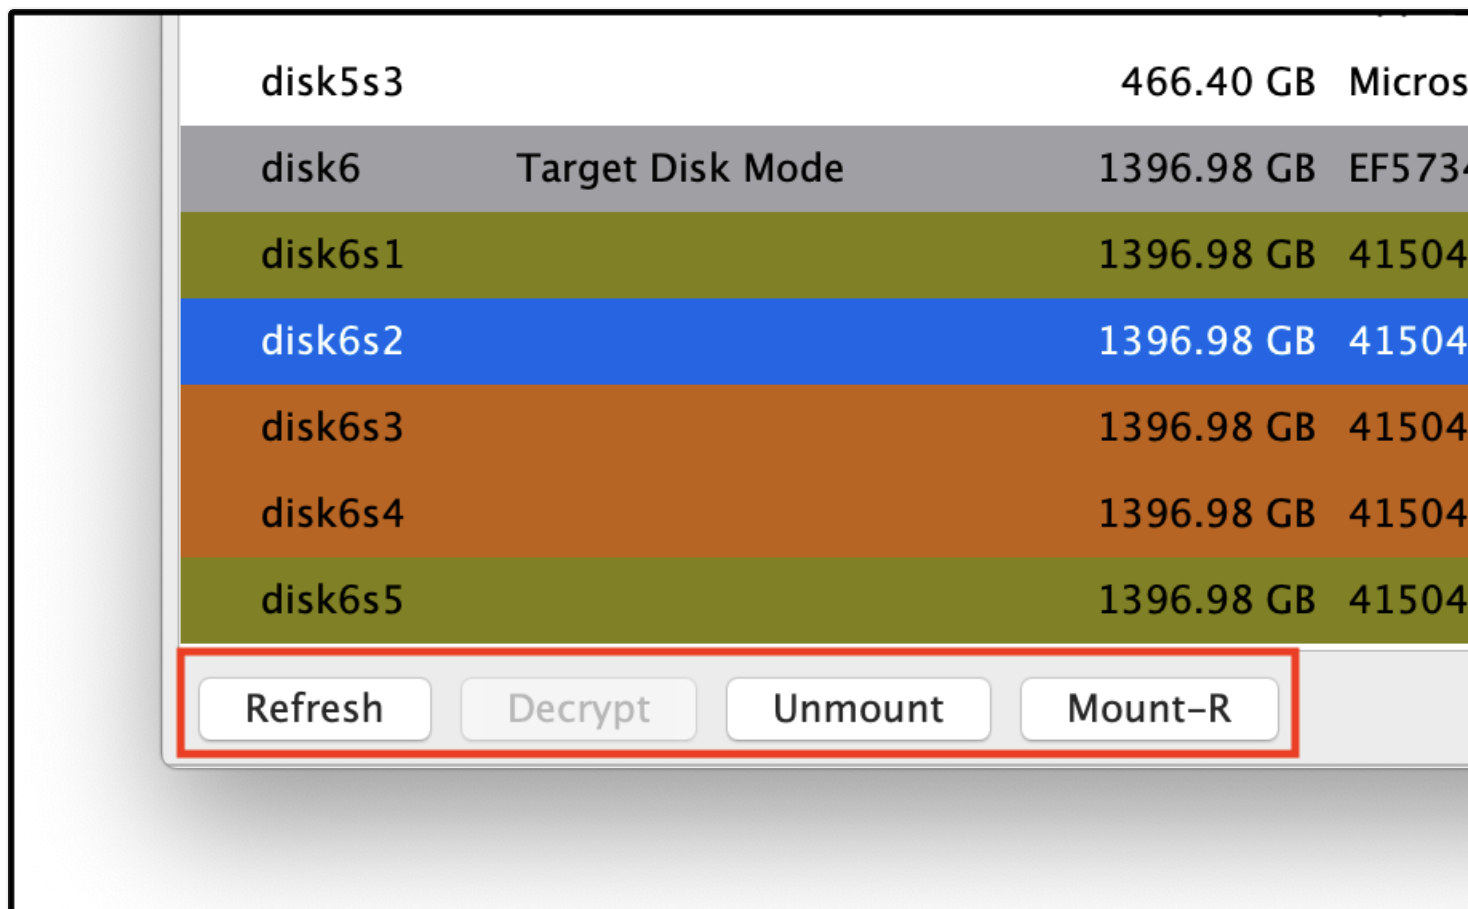 disk5s3 466.40 GB Micros
disk6 Target Disk Mode 1396.98 GB EF573
disk6s1 1396.98 GB 41504
disk6s2 1396.98 GB 41504
disk6s3 1396.98 GB 41504
disk6s4 1396.98 GB 41504
disk6s5 1396.98 GB 41504
Refresh Decrypt Unmount Mount-R